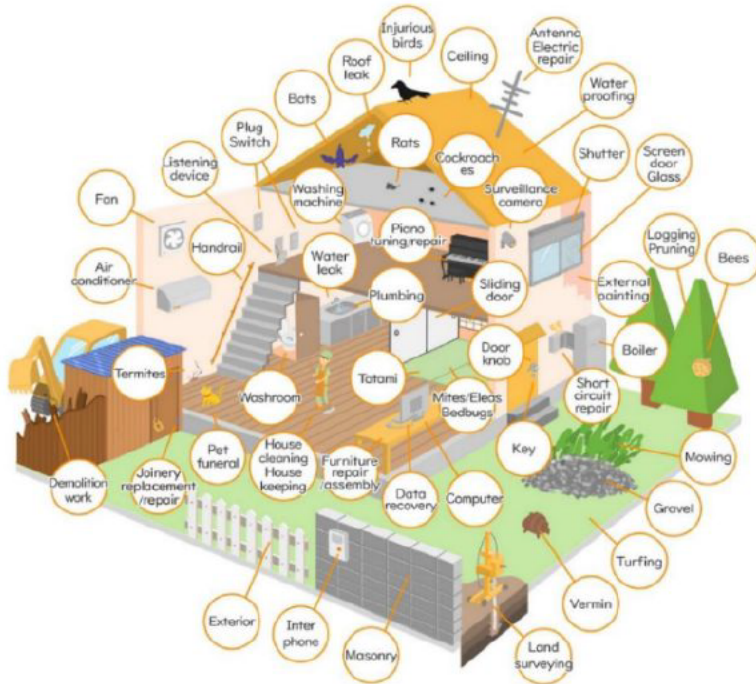 Injurious
birds
Antenna
Electric
repair
Roof
leak
Ceiling
Bats
Water
proofing
Plug
Switch
Rats
Cockroach
es
Shutter
Screen
door
Glass
Listening
device
Washing
machine
Surveillance
camera
Fan
Handrail
Piano
tuning/repair
Logging
Pruning
Bees
Air
conditioner
Water
leak
Plumbing
Sliding
door
External
painting
Boiler
Termites
Washroom
Tatami
Door
knob
Mites/Eleas
Bedbugs
Short
circuit
repair
Demolition
work
Joinery
replacement
/repair
Pet
funeral
House
cleaning
House
keeping
Furniture
repair
/assembly
Data
recovery
Computer
Key
Mowing
Gravel
Turfing
Vermin
Exterior
Inter
phone
Masonry
Land
surveying